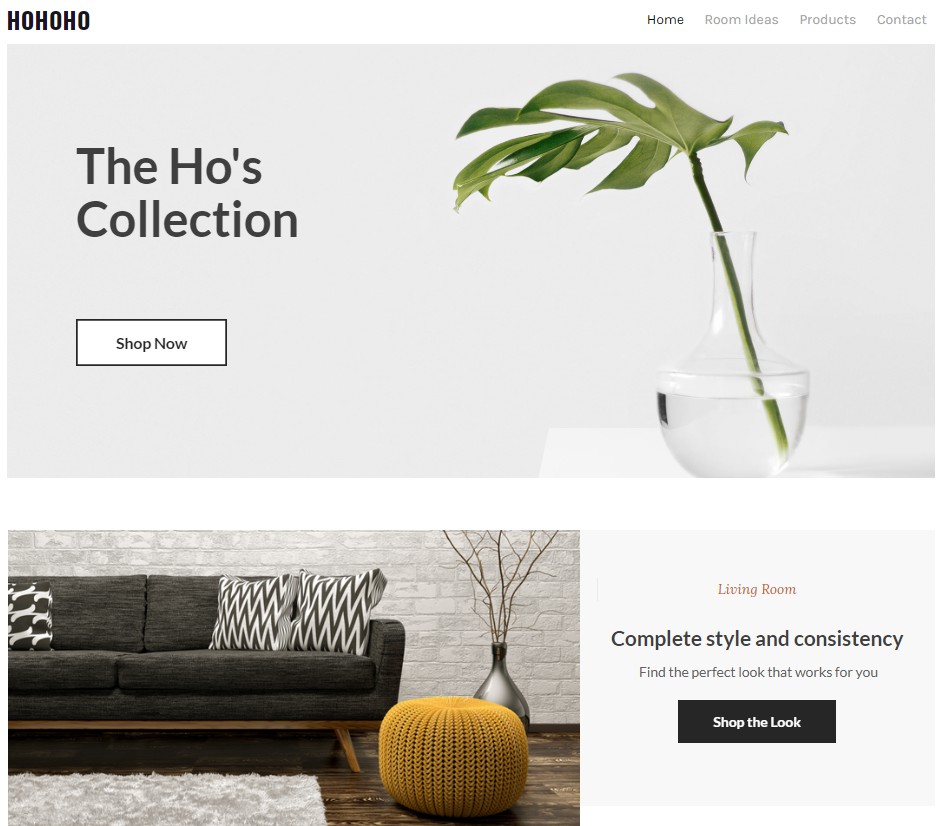 HOHOHO
Home Room Ideas Products Contact
The Ho's
Collection
Shop Now
Living Room
Complete style and consistency
Find the perfect look that works for you
Shop the Look